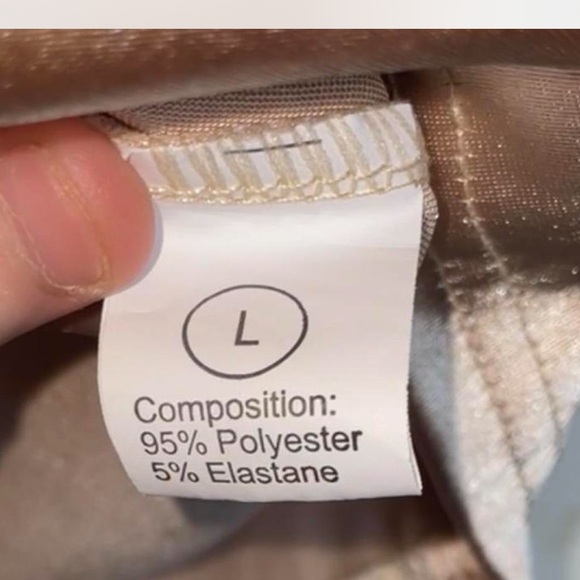 L
Composition:
95% Polyester
5% Elastane